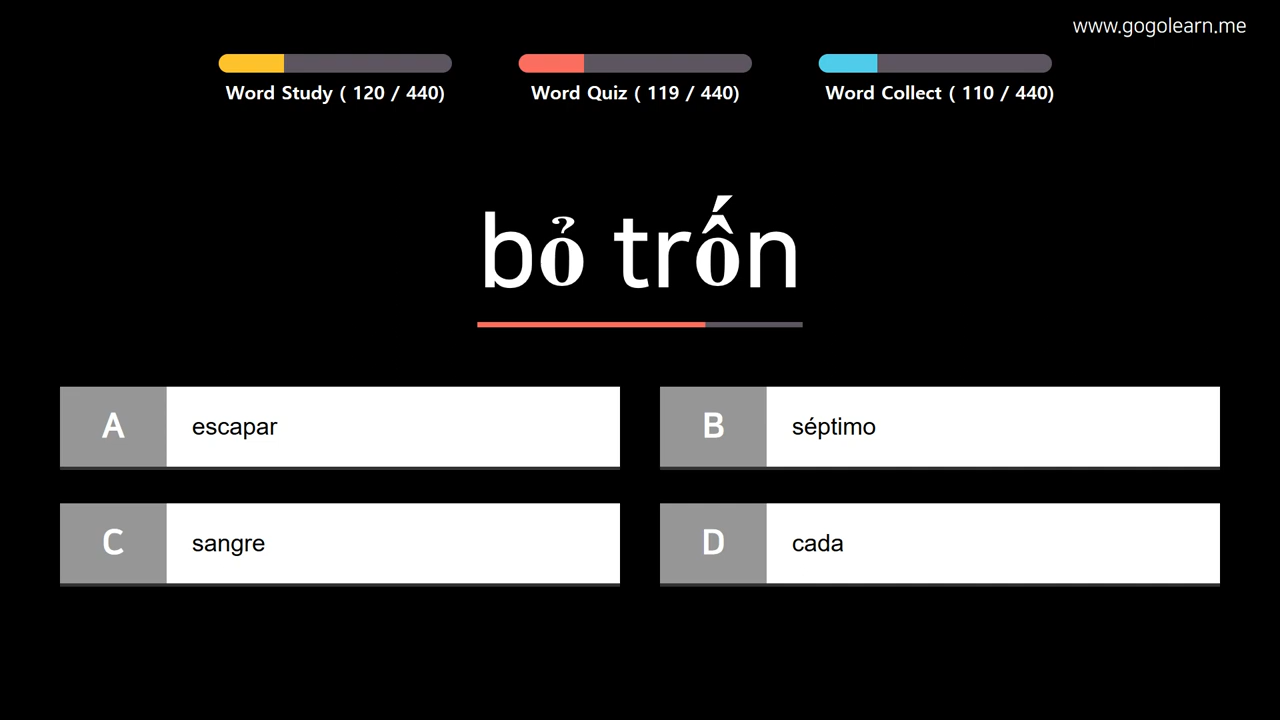 www.gogolearn.me
Word Study ( 120 / 440)
Word Quiz ( 119 / 440)
Word Collect ( 110 / 440)
bỏ trốn
A escapar
B séptimo
C sangre
D cada